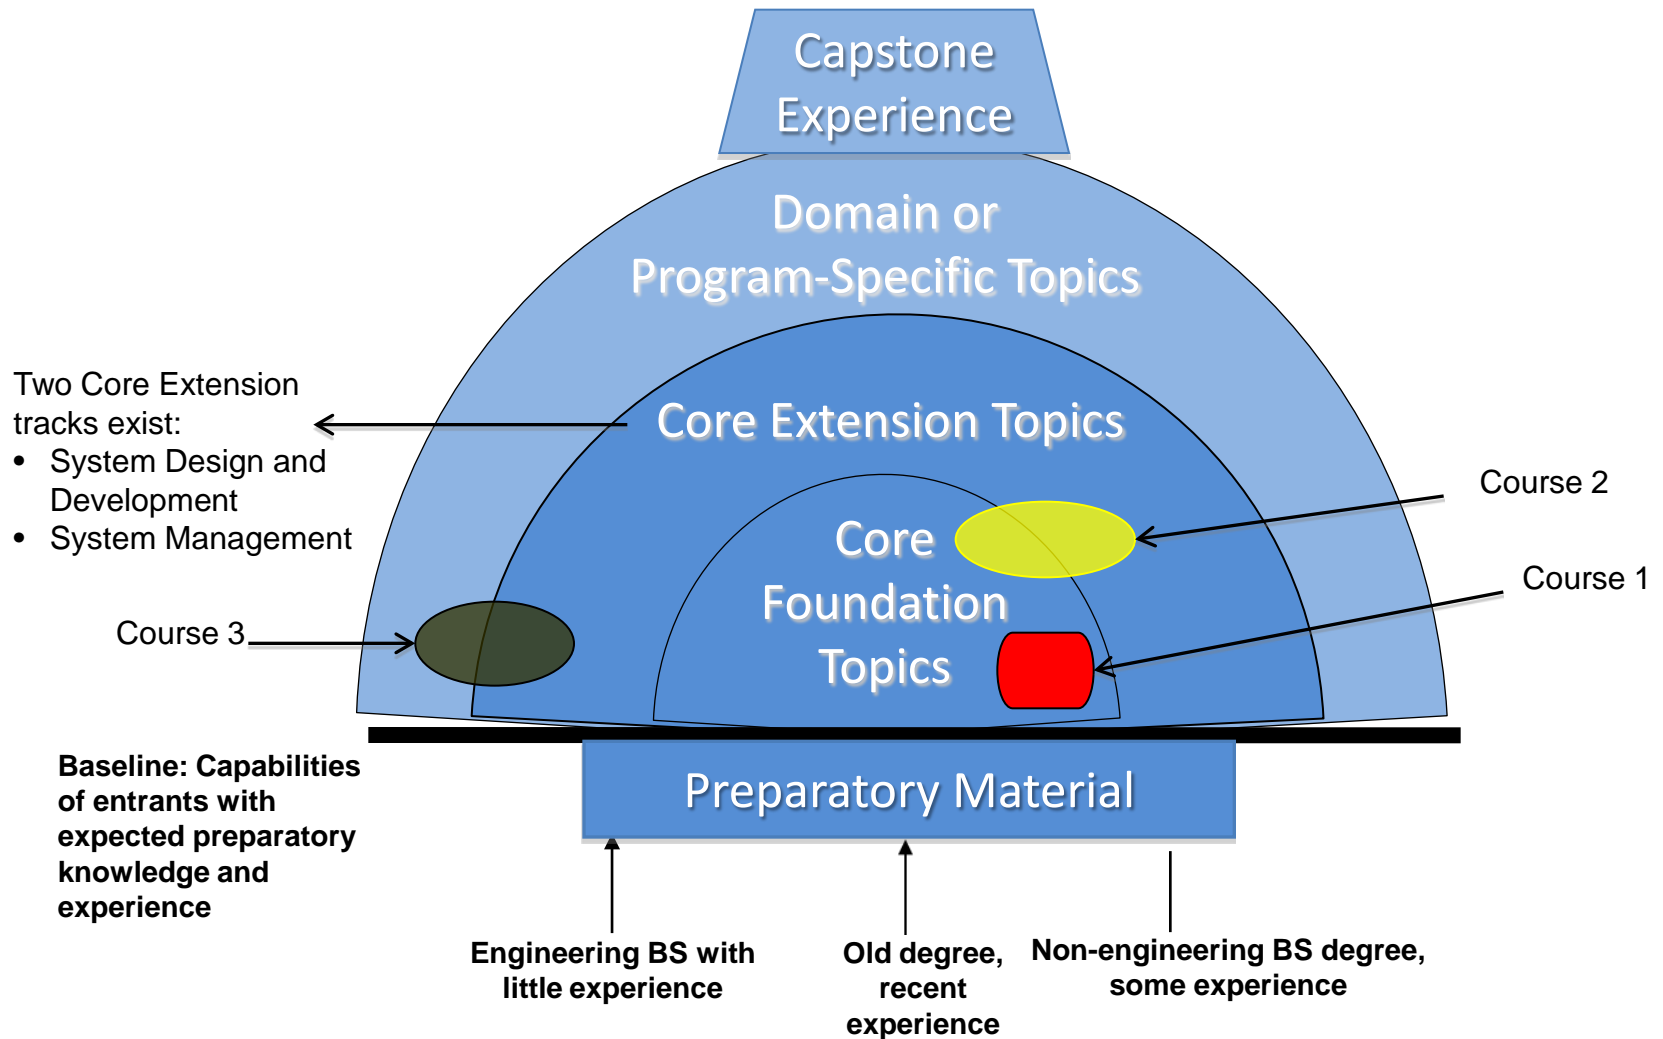 Capstone
Experience
Domain or
Program-Specific Topics
Two Core Extension
tracks exist:
• System Design and
Development
• System Management
Core Extension Topics
Course 2
Core
Foundation
Topics
Course 1
Course 3
Preparatory Material
Baseline: Capabilities
of entrants with
expected preparatory
knowledge and
experience
Engineering BS with
little experience
Old degree,
recent
experience
Non-engineering BS degree,
some experience